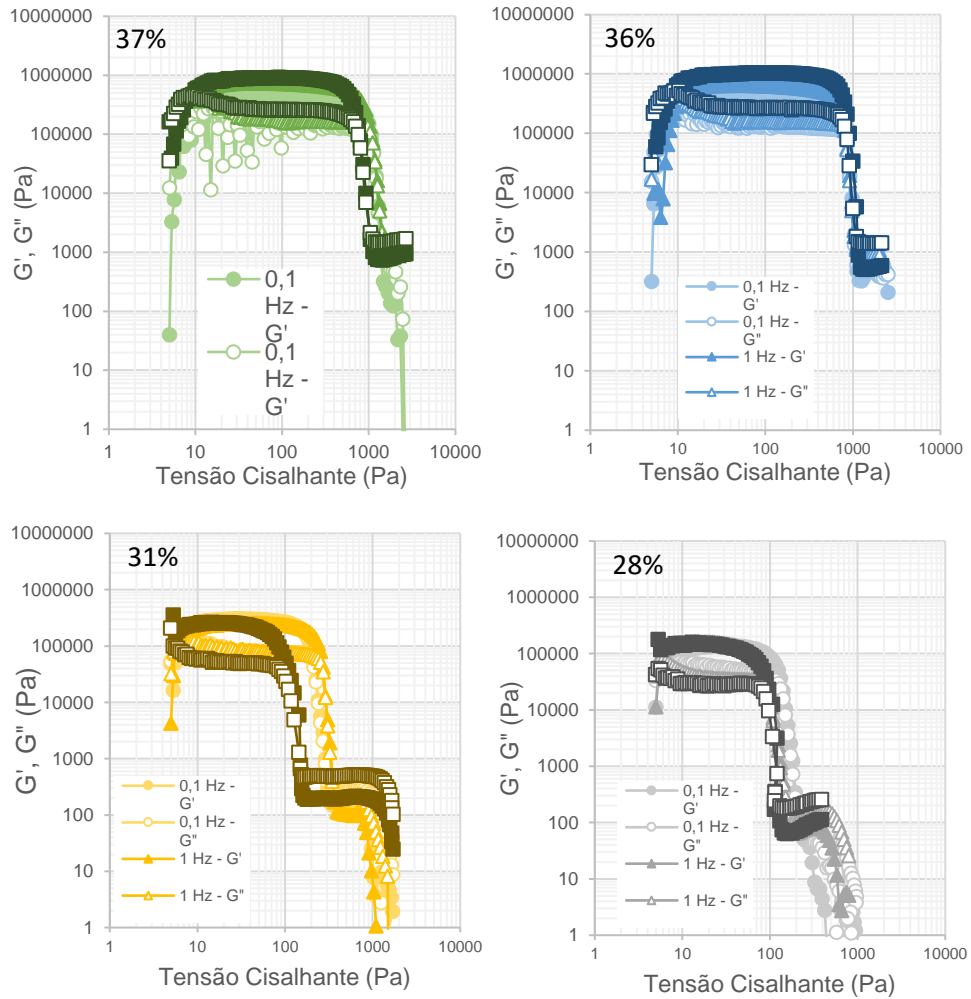 37%
10000000
1000000
100000
10000
1000
100
10
1
G', G" (Pa)
0,1
Hz -
G'
0,1
Hz -
G'
1 10 100 1000 10000
Tensão Cisalhante (Pa)
36%
10000000
1000000
100000
10000
1000
100
10
1
G', G" (Pa)
0,1 Hz -
G'
0,1 Hz -
G"
1 Hz - G'
1 Hz - G"
1 10 100 1000 10000
Tensão Cisalhante (Pa)
31%
10000000
1000000
100000
10000
1000
100
10
1
G', G" (Pa)
0,1 Hz -
G'
0,1 Hz -
G"
1 Hz - G'
1 Hz - G"
1 10 100 1000 10000
Tensão Cisalhante (Pa)
28%
10000000
1000000
100000
10000
1000
100
10
1
G', G" (Pa)
0,1 Hz -
G'
0,1 Hz -
G"
1 Hz - G'
1 Hz - G"
1 10 100 1000 10000
Tensão Cisalhante (Pa)